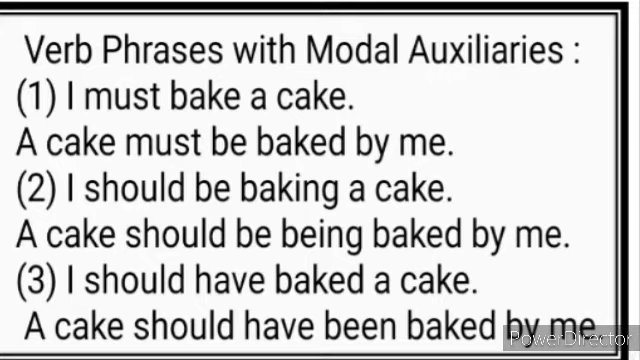 Verb Phrases with Modal Auxiliaries :
(1) I must bake a cake.
A cake must be baked by me.
(2) I should be baking a cake.
A cake should be being baked by me.
(3) I should have baked a cake.
A cake should have been baked by me
PowerDirector